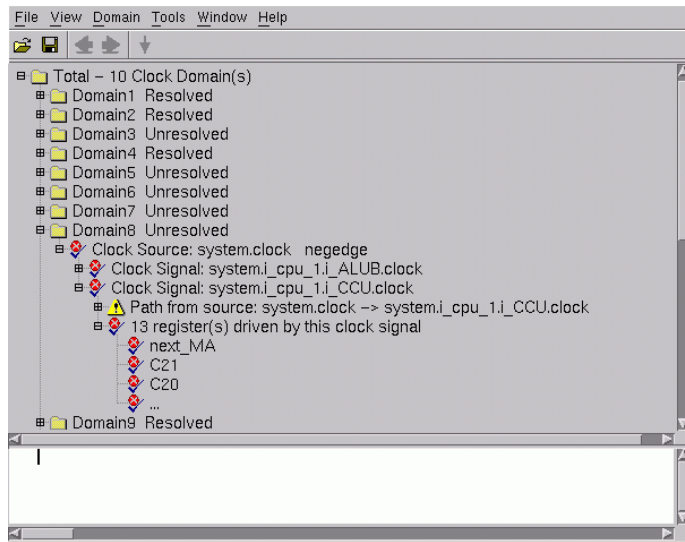 File View Domain Tools Window Help
Total – 10 Clock Domain(s)
Domain1 Resolved
Domain2 Resolved
Domain3 Unresolved
Domain4 Resolved
Domain5 Unresolved
Domain6 Unresolved
Domain7 Unresolved
Domain8 Unresolved
Clock Source: system.clock negedge
Clock Signal: system.i_cpu_1.i_ALUB.clock
Clock Signal: system.i_cpu_1.i_CCU.clock
Path from source: system.clock –> system.i_cpu_1.i_CCU.clock
13 register(s) driven by this clock signal
next_MA
C21
C20
...
Domain9 Resolved